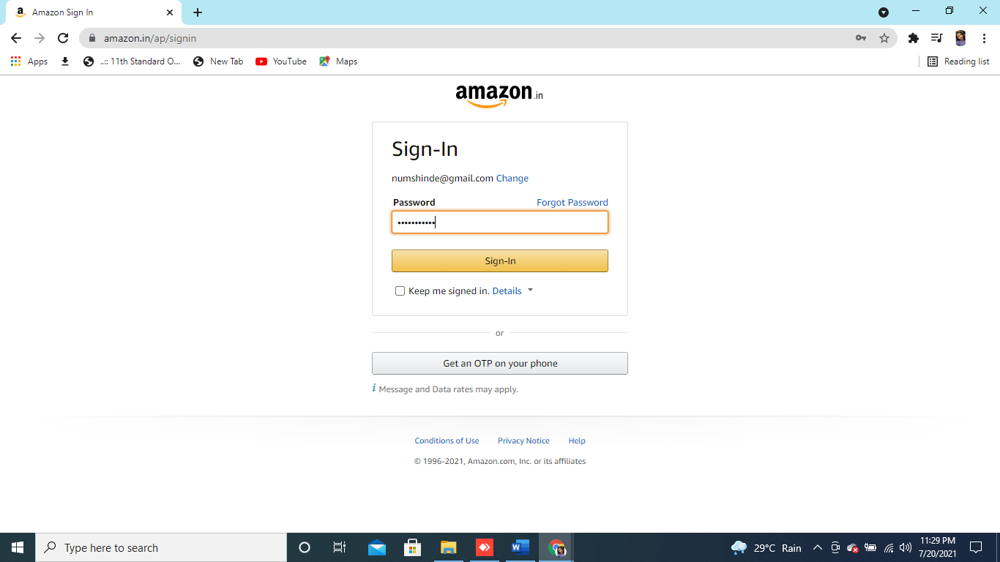 Amazon Sign In
amazon.in/ap/signin
Apps ..:: 11th Standard O... New Tab YouTube Maps Reading list
amazon.in
Sign-In
numshinde@gmail.com Change
Password Forgot Password
•••••••••••
Sign-In
Keep me signed in. Details
or
Get an OTP on your phone
i Message and Data rates may apply.
Conditions of Use Privacy Notice Help
© 1996-2021, Amazon.com, Inc. or its affiliates
Type here to search
29°C Rain
11:29 PM
7/20/2021